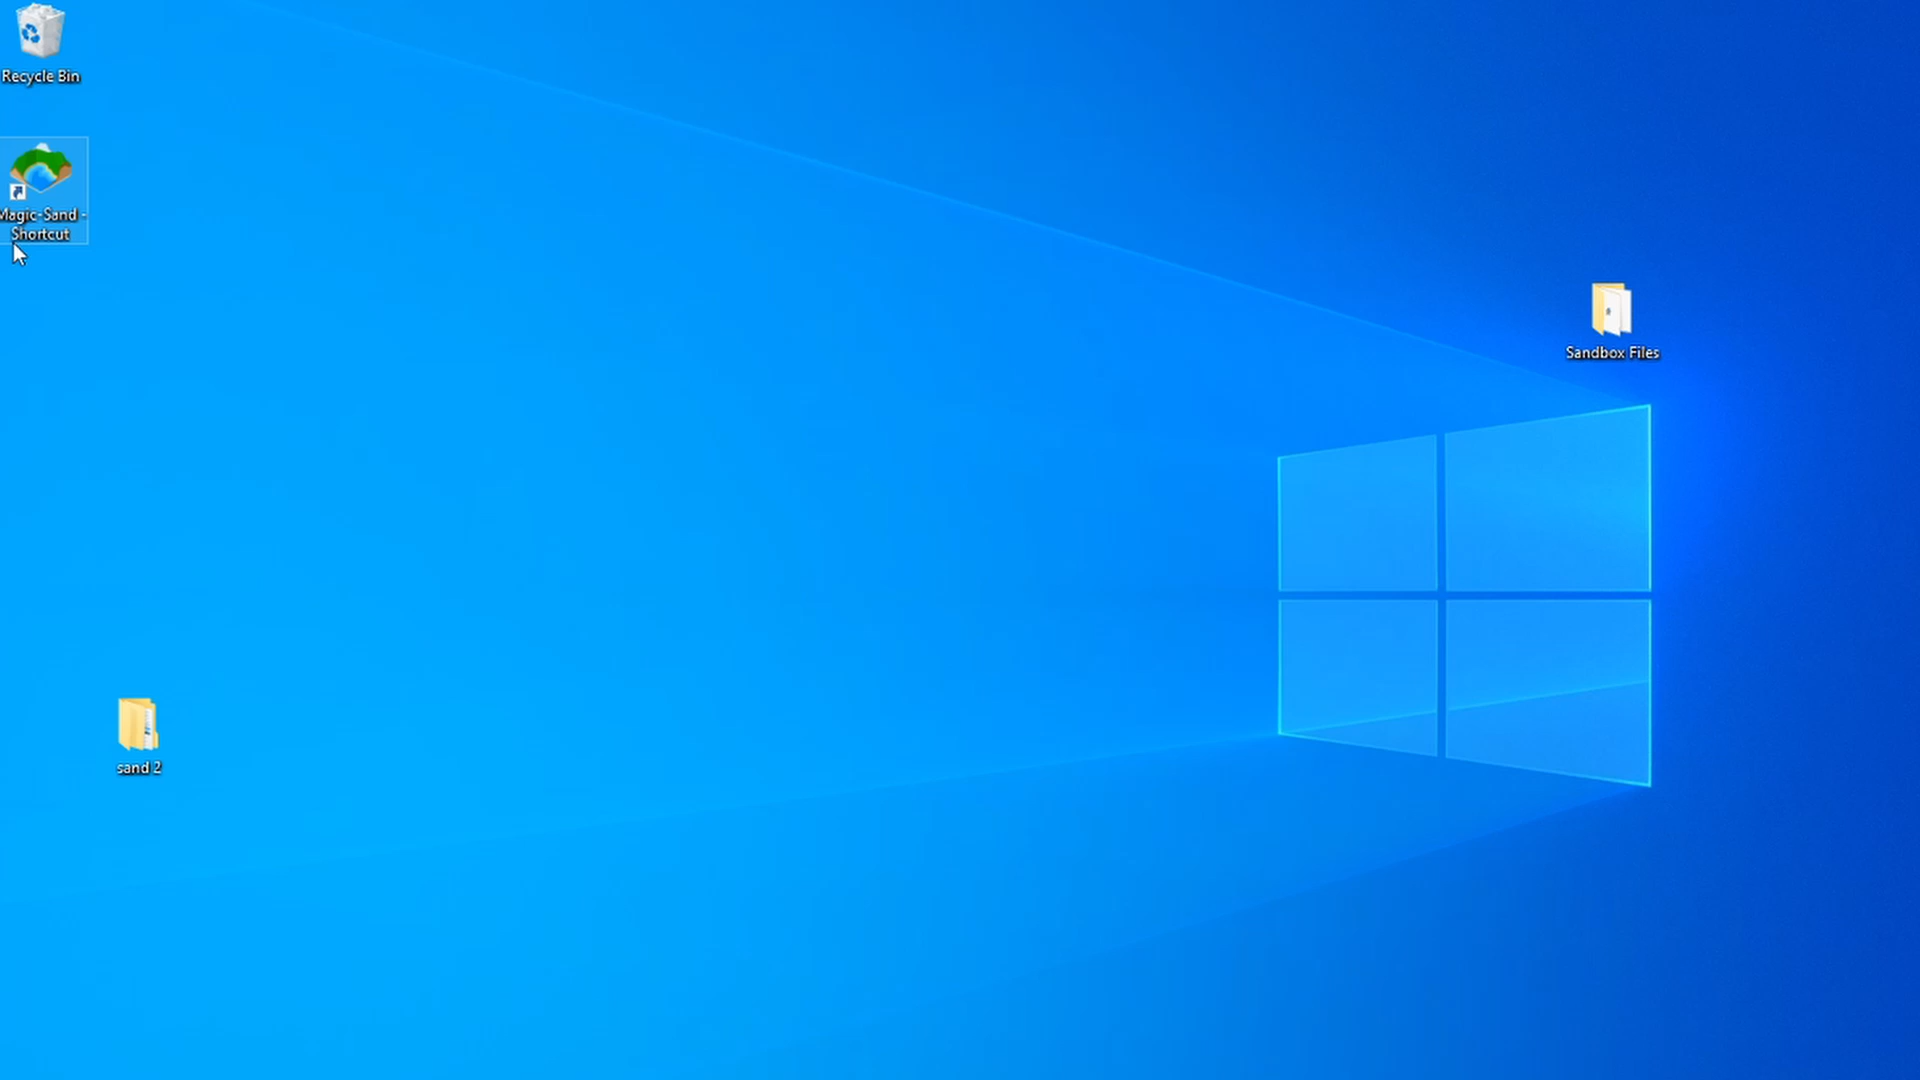 Recycle Bin
Magic-Sand -
Shortcut
Sandbox Files
sand 2